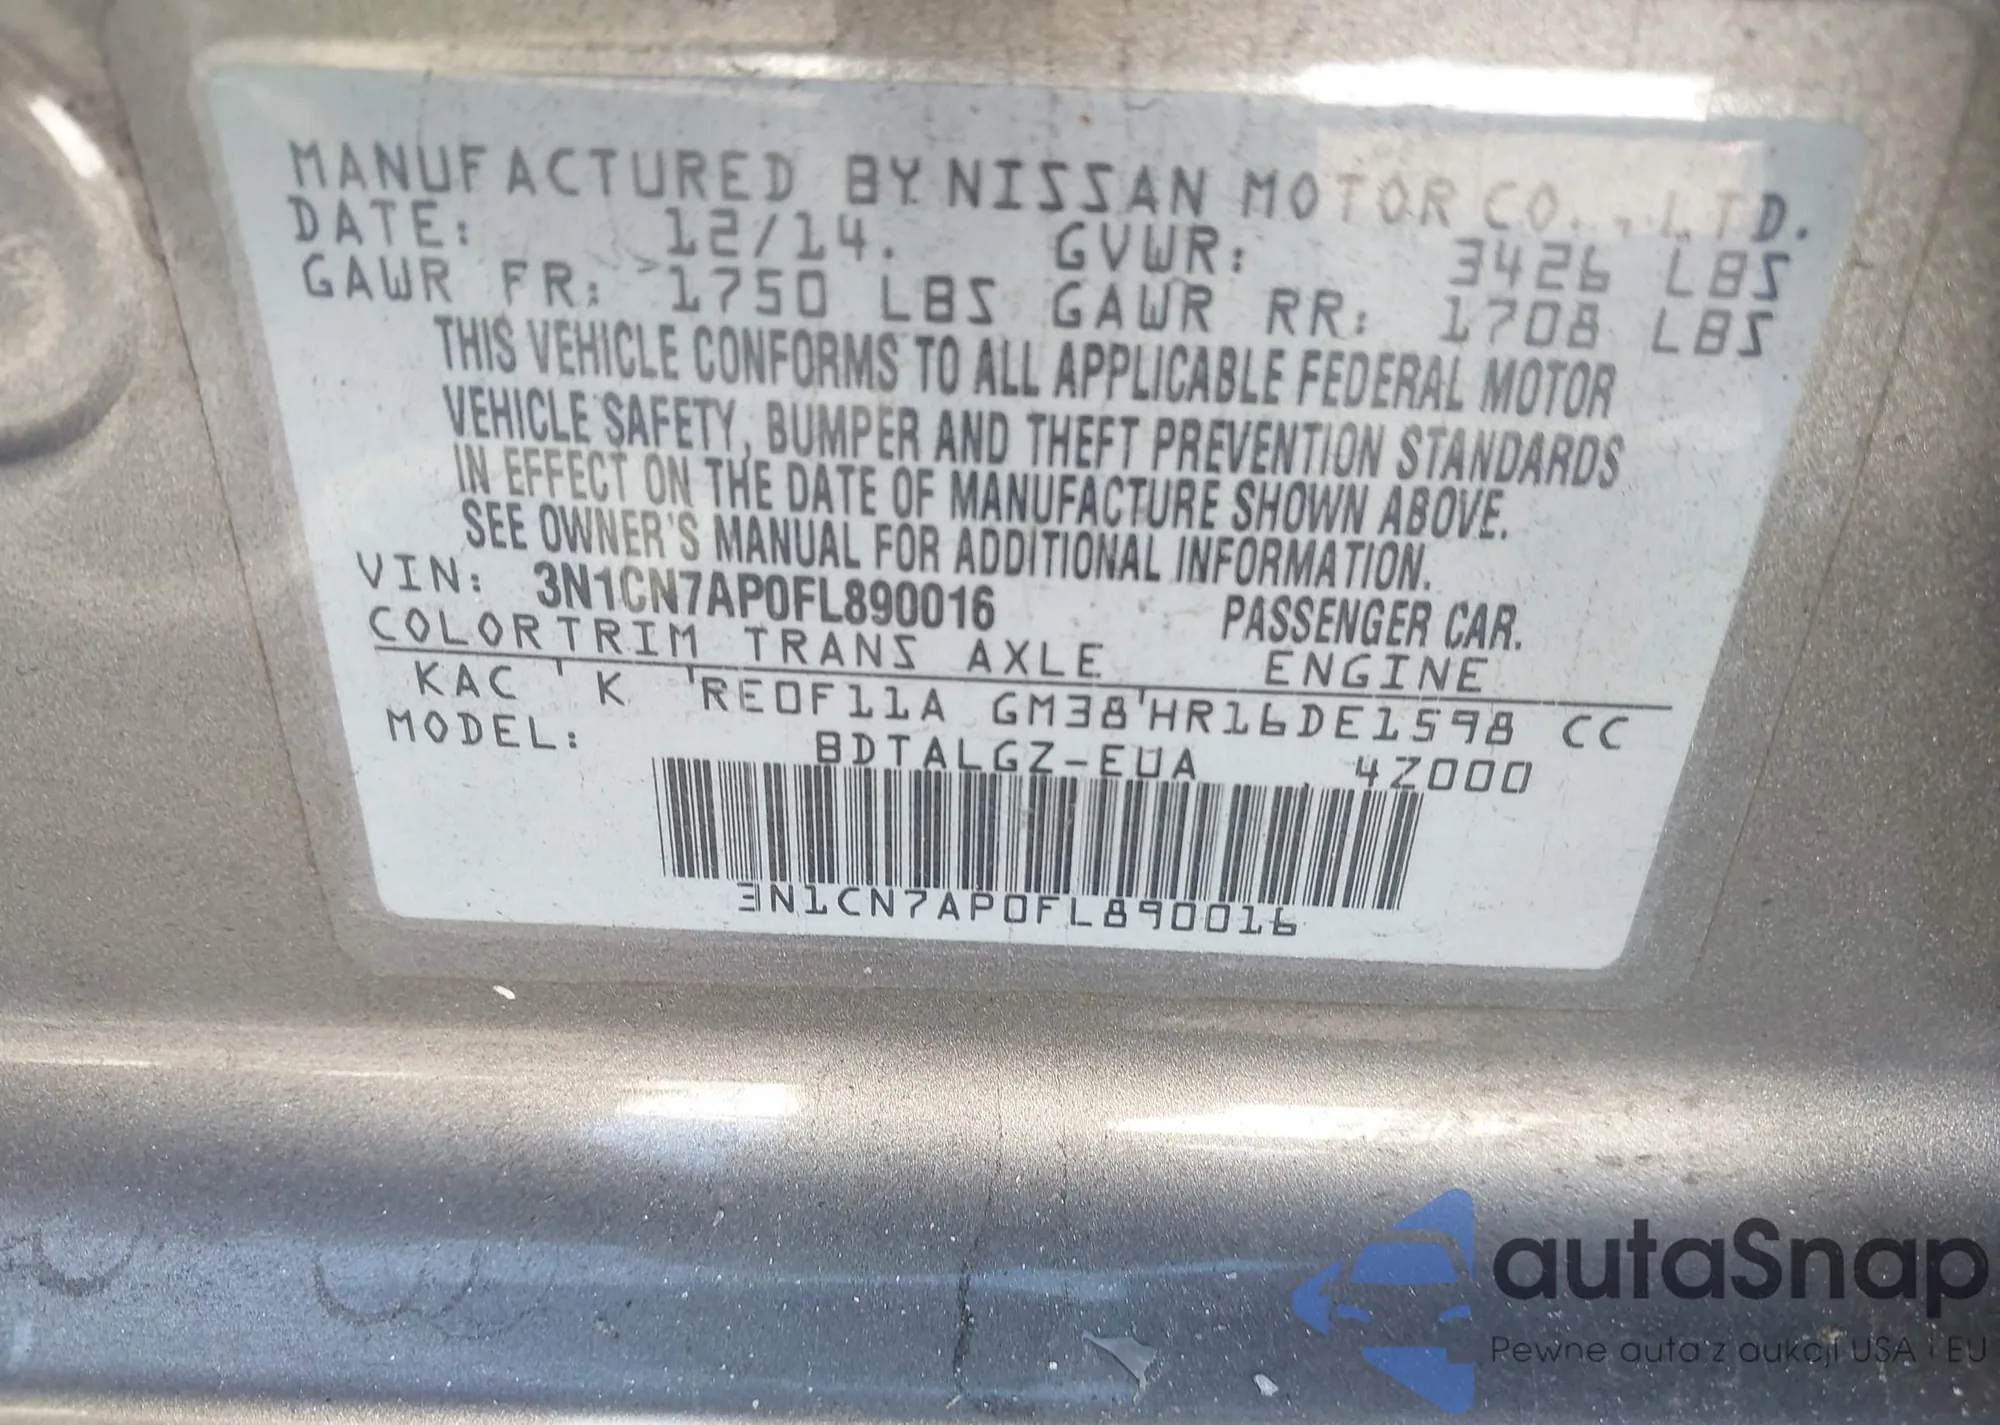 MANUFACTURED BY NISSAN MOTOR CO.,LTD.
DATE: 12/14. GVWR: 3426 LBS
GAWR FR: 1750 LBS GAWR RR: 1708 LBS
THIS VEHICLE CONFORMS TO ALL APPLICABLE FEDERAL MOTOR
VEHICLE SAFETY, BUMPER AND THEFT PREVENTION STANDARDS
IN EFFECT ON THE DATE OF MANUFACTURE SHOWN ABOVE.
SEE OWNER'S MANUAL FOR ADDITIONAL INFORMATION.
VIN: 3N1CN7AP0FL890016 PASSENGER CAR.
COLORTRIM TRANS AXLE ENGINE
KAC ' K 'RE0F11A GM38'HR16DE1598 CC
MODEL: BDTALGZ-EUA 4Z000
3N1CN7AP0FL890016
autaSnap
Pewne auta z aukcji USA i EU